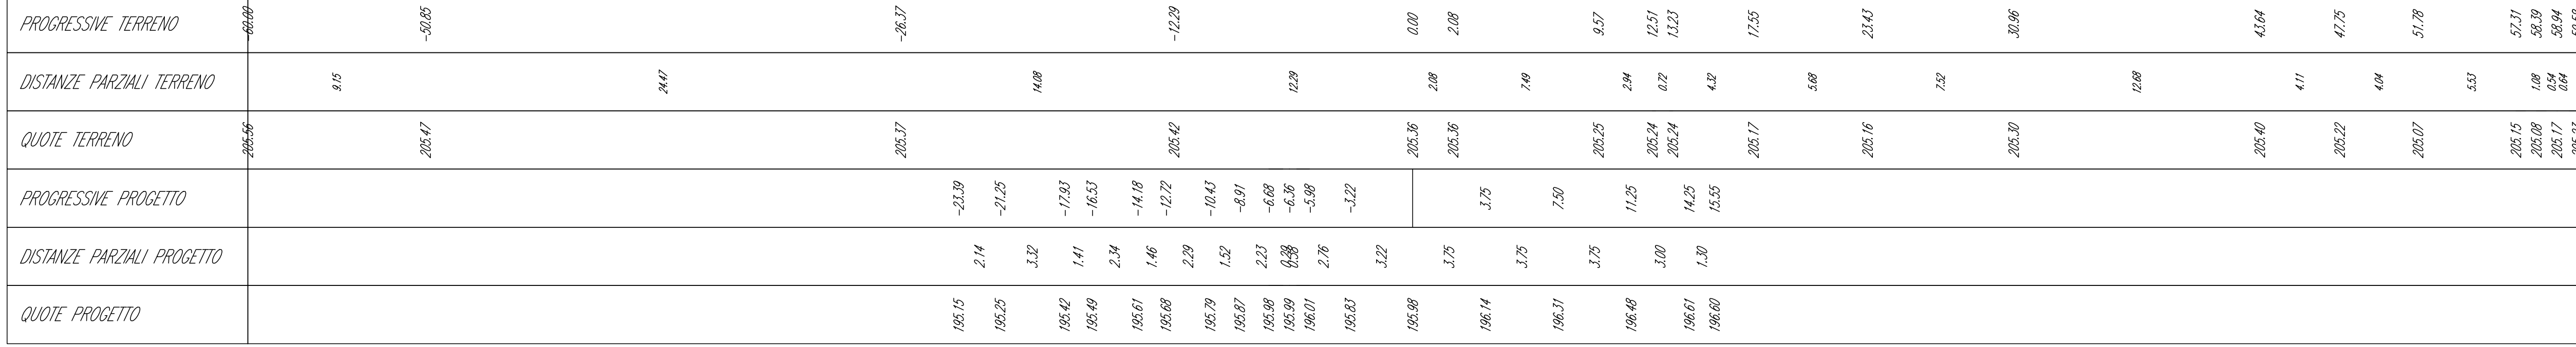 PROGRESSIVE TERRENO -60.00 -50.85 -26.37 -12.29 0.00 2.08 9.57 12.51 13.23 17.55 23.43 30.96 43.64 47.75 51.78 57.31 58.39 58.94
DISTANZE PARZIALI TERRENO 9.15 24.47 14.08 12.29 2.08 7.49 2.94 0.72 4.32 5.68 7.52 12.68 4.11 4.04 5.53 1.08 0.54 0.64
QUOTE TERRENO 205.56 205.47 205.37 205.42 205.36 205.36 205.25 205.24 205.24 205.17 205.16 205.30 205.40 205.22 205.07 205.15 205.08 205.17
PROGRESSIVE PROGETTO -23.39 -21.25 -17.93 -16.53 -14.18 -12.72 -10.43 -8.91 -6.68 -6.36 -5.98 -3.22 3.75 7.50 11.25 14.25 15.55
DISTANZE PARZIALI PROGETTO 2.14 3.32 1.41 2.34 1.46 2.29 1.52 2.23 2.76 3.22 3.75 3.75 3.75 3.00 1.30
QUOTE PROGETTO 195.15 195.25 195.42 195.49 195.61 195.68 195.79 195.87 195.98 195.99 196.01 195.83 195.98 196.14 196.31 196.48 196.61 196.60